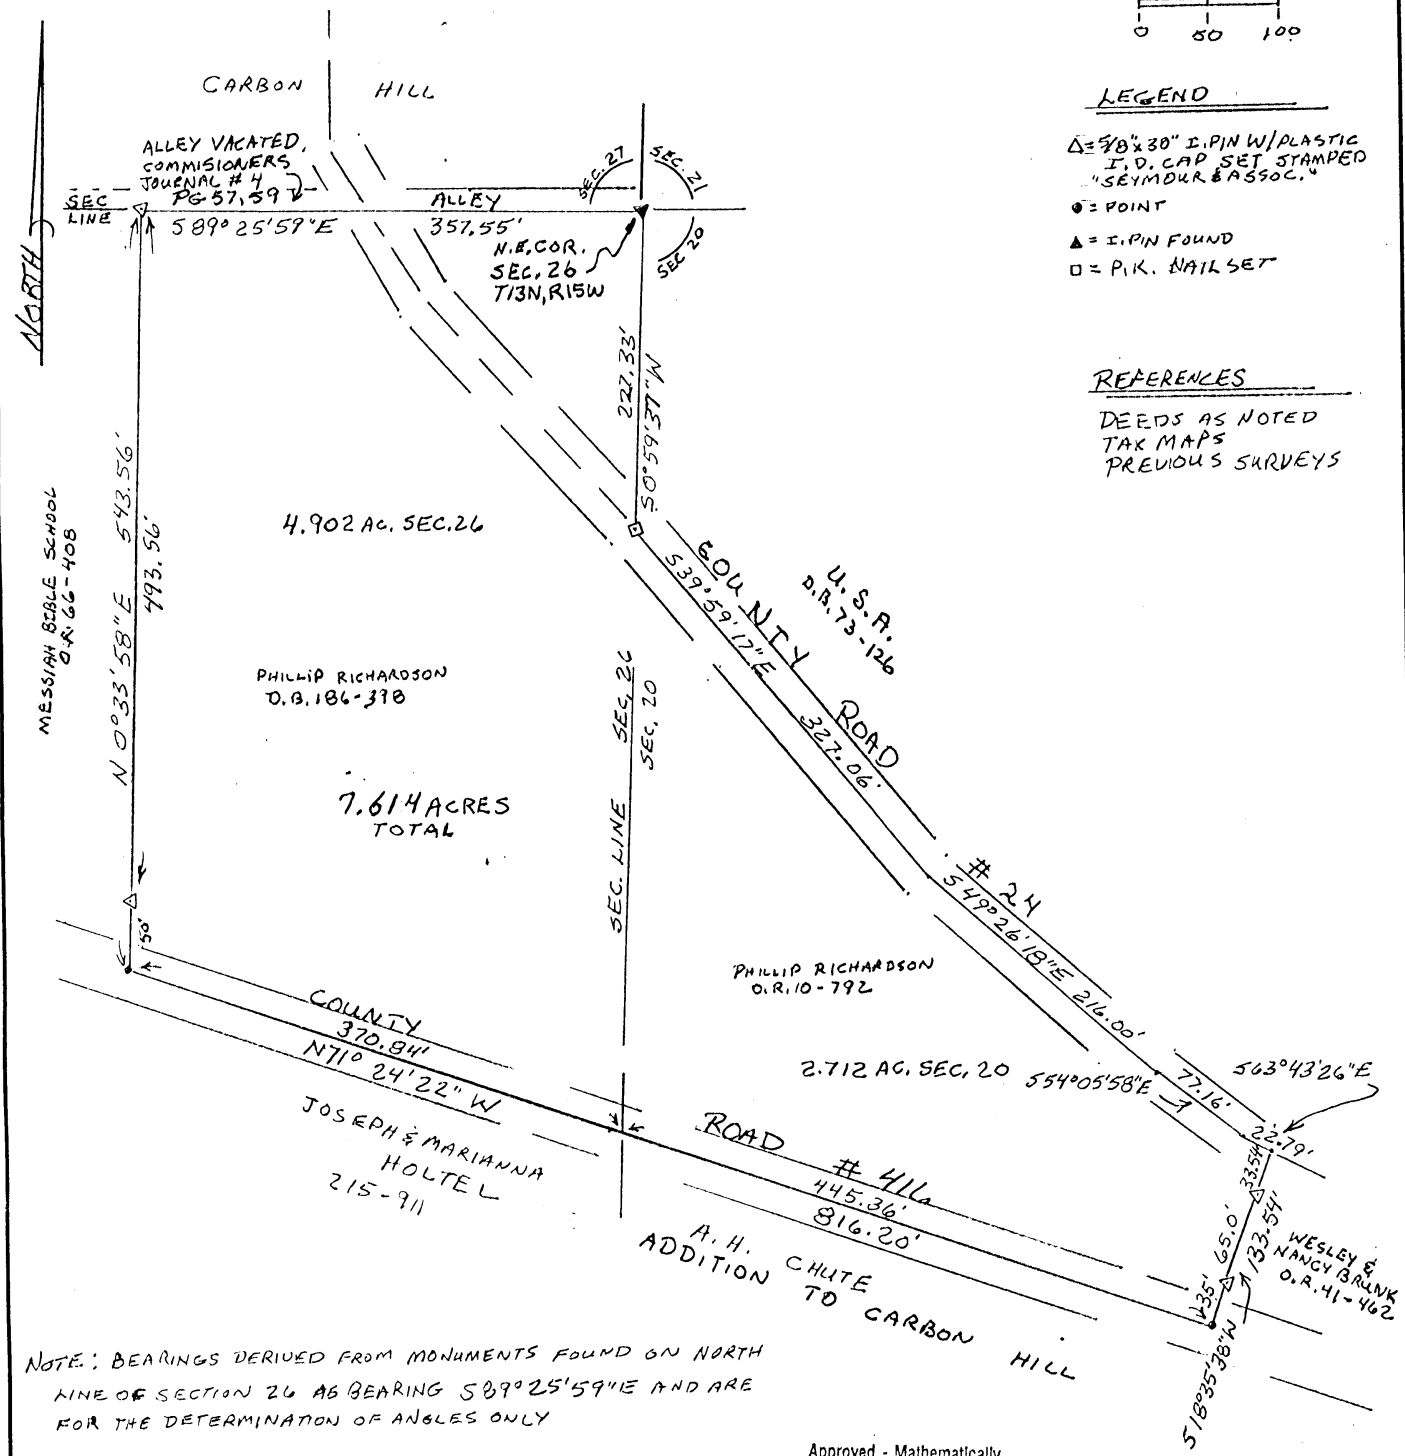 0 50 100
LEGEND
△=5/8"x30" I.PIN W/PLASTIC
I.D. CAP SET STAMPED
"SEYMOUR & ASSOC."
● = POINT
▲ = I.PIN FOUND
□ = P.K. NAIL SET
REFERENCES
DEEDS AS NOTED
TAX MAPS
PREVIOUS SURVEYS
NORTH
CARBON HILL
ALLEY VACATED,
COMMISIONERS
JOURNAL # 4
PG 57,59
SEC
LINE
ALLEY
S 89° 25' 59" E 357.55'
SEC. 27
SEC. 21
SEC 20
N.E. COR.
SEC. 26
T13N, R15W
227.33'
S0°59'37"W
N 0°33'58" E 543.56'
493.56'
MESSIAH BIBLE SCHOOL
O.R. 66-408
4.902 AC. SEC. 26
PHILLIP RICHARDSON
D.B. 186-398
7.614 ACRES
TOTAL
SEC. LINE SEC. 26
SEC. 20
COUNTY ROAD # 24
S39°59'17"E 327.06'
U.S.A.
D.B. 73-126
S49°26'18"E 216.00'
PHILLIP RICHARDSON
O.R. 10-792
2.712 AC. SEC. 20
S54°05'58"E
77.16'
S63°43'26"E
22.79'
33.54'
65.0'
35'
133.54'
S18°35'38"W
WESLEY &
NANCY BRUNK
O.R. 41-462
50'
COUNTY ROAD # 416
370.84'
N71° 24' 22" W
445.36'
816.20'
JOSEPH & MARIANNA
HOLTEL
215-911
A. H. CHUTE
ADDITION TO CARBON HILL
NOTE: BEARINGS DERIVED FROM MONUMENTS FOUND ON NORTH
LINE OF SECTION 26 AS BEARING S89°25'59"E AND ARE
FOR THE DETERMINATION OF ANGLES ONLY
Approved - Mathematically